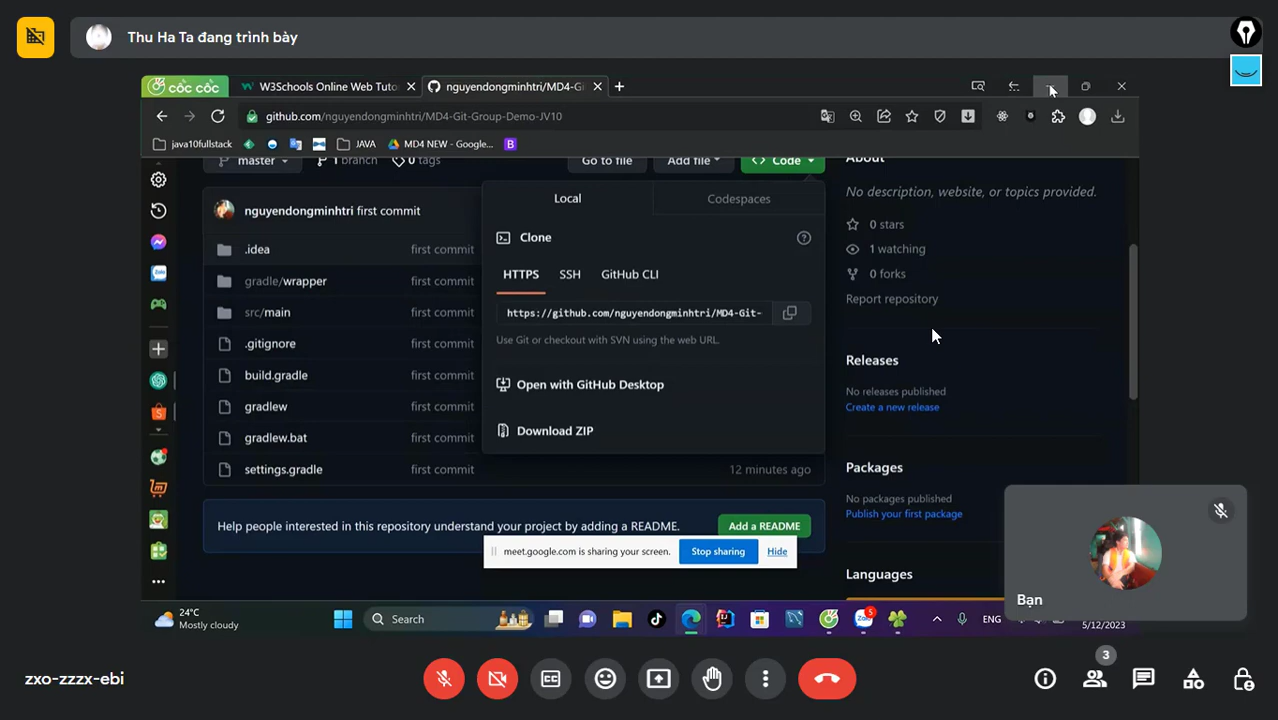 Thu Ha Ta đang trình bày
cốc cốc
W3Schools Online Web Tuto
nguyendongminhtri/MD4-Gi
github.com/nguyendongminhtri/MD4-Git-Group-Demo-JV10
java10fullstack
JAVA
MD4 NEW - Google...
B
master
1 branch
0 tags
Go to file
Add file
<> Code
About
No description, website, or topics provided.
Local
Codespaces
nguyendongminhtri first commit
0 stars
Clone
.idea
first commit
1 watching
HTTPS
SSH
GitHub CLI
0 forks
gradle/wrapper
first commit
Report repository
src/main
first commit
https://github.com/nguyendongminhtri/MD4-Git-
Use Git or checkout with SVN using the web URL.
.gitignore
first commit
Releases
build.gradle
first commit
Open with GitHub Desktop
No releases published
Create a new release
gradlew
first commit
Download ZIP
gradlew.bat
first commit
settings.gradle
first commit
12 minutes ago
Packages
No packages published
Publish your first package
Help people interested in this repository understand your project by adding a README.
Add a README
meet.google.com is sharing your screen.
Stop sharing
Hide
Languages
Bạn
24°C
Mostly cloudy
Search
5
ENG
5/12/2023
zxo-zzzx-ebi
3